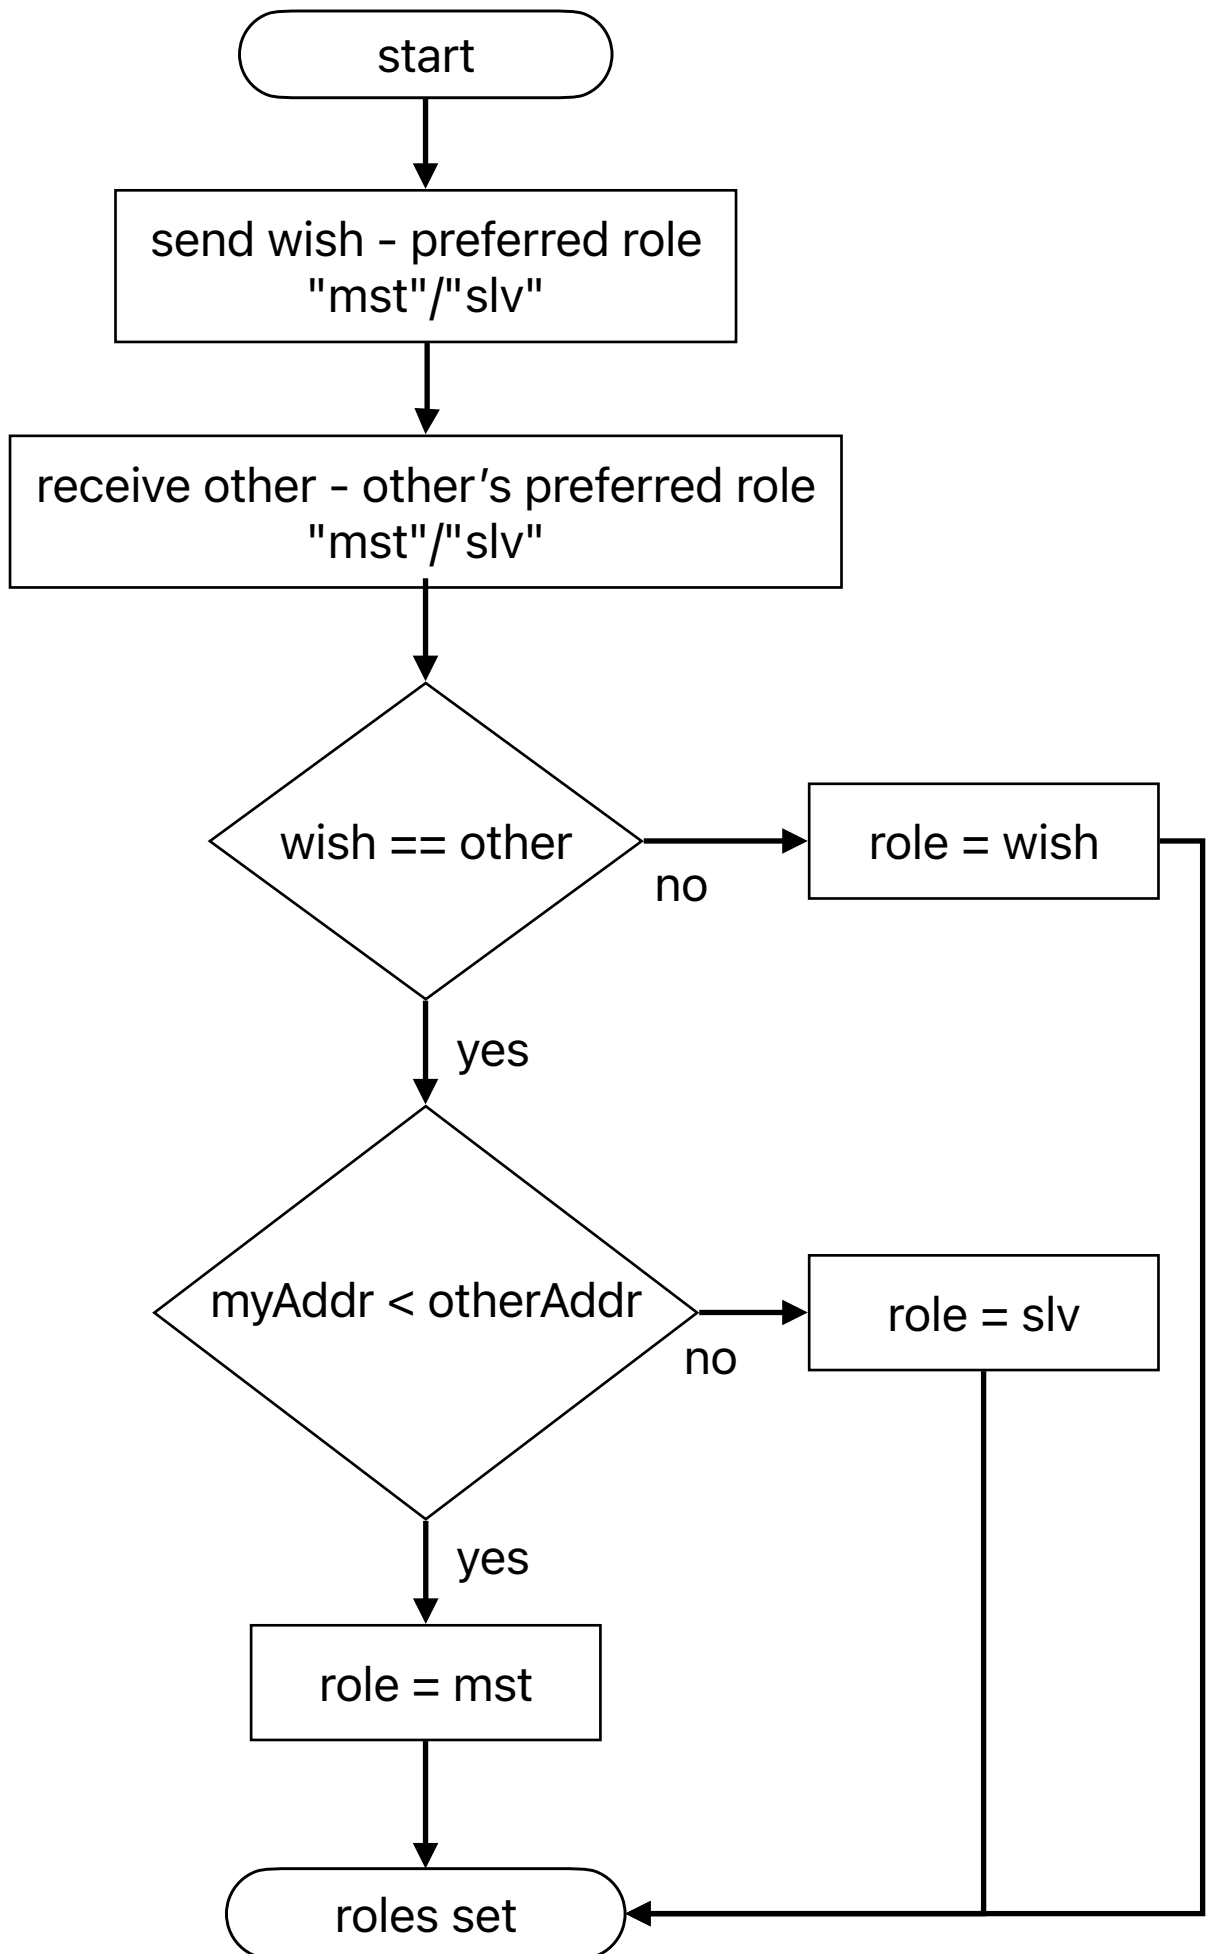 start
send wish - preferred role
"mst"/"slv"
receive other - other’s preferred role
"mst"/"slv"
wish == other
role = wish
no
yes
myAddr < otherAddr
role = slv
no
yes
role = mst
roles set